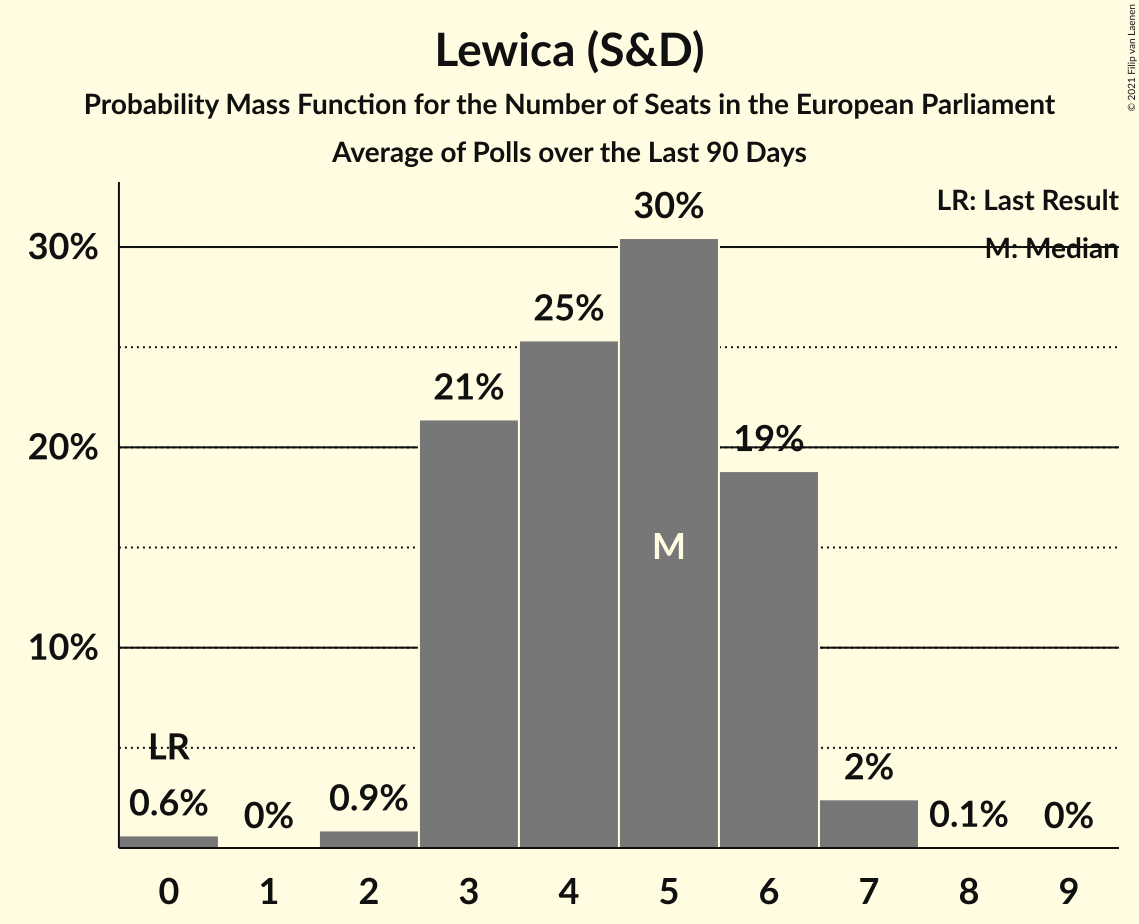 Lewica (S&D)
Probability Mass Function for the Number of Seats in the European Parliament
Average of Polls over the Last 90 Days
© 2021 Filip van Laenen
LR: Last Result
M: Median
30%
20%
10%
LR
0.6%
0%
0.9%
21%
25%
30%
M
19%
2%
0.1%
0%
0 1 2 3 4 5 6 7 8 9